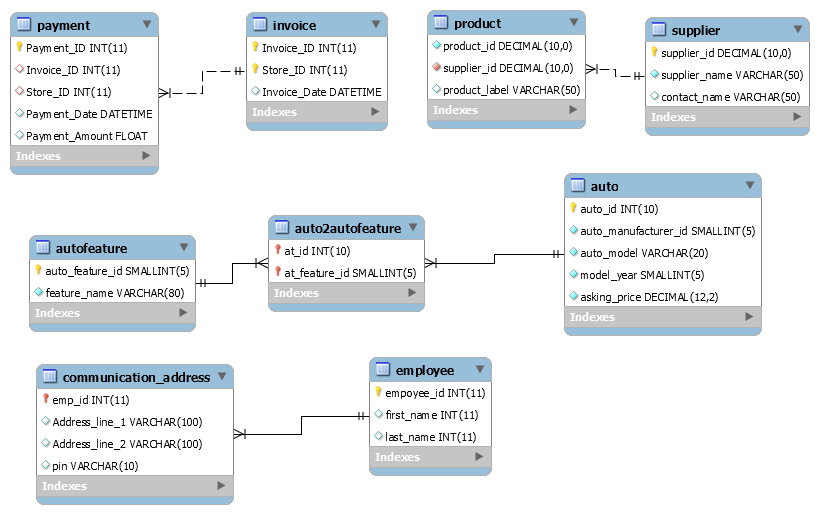 payment
Payment_ID INT(11)
Invoice_ID INT(11)
Store_ID INT(11)
Payment_Date DATETIME
Payment_Amount FLOAT
Indexes
invoice
Invoice_ID INT(11)
Store_ID INT(11)
Invoice_Date DATETIME
Indexes
product
product_id DECIMAL(10,0)
supplier_id DECIMAL(10,0)
product_label VARCHAR(50)
Indexes
supplier
supplier_id DECIMAL(10,0)
supplier_name VARCHAR(50)
contact_name VARCHAR(50)
Indexes
autofeature
auto_feature_id SMALLINT(5)
feature_name VARCHAR(80)
Indexes
auto2autofeature
at_id INT(10)
at_feature_id SMALLINT(5)
Indexes
auto
auto_id INT(10)
auto_manufacturer_id SMALLINT(5)
auto_model VARCHAR(20)
model_year SMALLINT(5)
asking_price DECIMAL(12,2)
Indexes
communication_address
emp_id INT(11)
Address_line_1 VARCHAR(100)
Address_line_2 VARCHAR(100)
pin VARCHAR(10)
Indexes
employee
empoyee_id INT(11)
first_name INT(11)
last_name INT(11)
Indexes